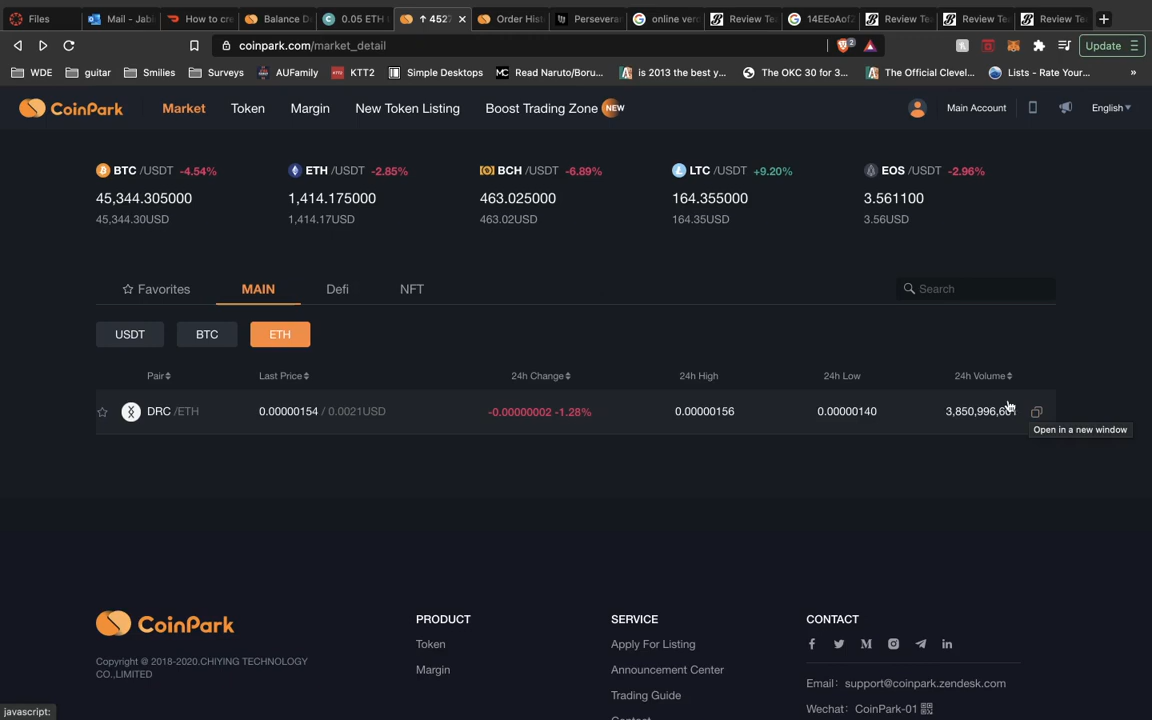 Files
Mail - Jabi
How to cre
Balance D
0.05 ETH
↑ 4527
Order Hist
Perseveran
online vere
Review Te
14EEoAof
Review Te
Review Tea
Review Te
coinpark.com/market_detail
Update
WDE
guitar
Smilies
Surveys
AUFamily
KTT2
Simple Desktops
Read Naruto/Boru...
is 2013 the best y...
The OKC 30 for 3...
The Official Clevel...
Lists - Rate Your...
»
CoinPark
Market
Token
Margin
New Token Listing
Boost Trading Zone NEW
Main Account
English
BTC /USDT -4.54%
ETH /USDT -2.85%
BCH /USDT -6.89%
LTC /USDT +9.20%
EOS /USDT -2.96%
45,344.305000
1,414.175000
463.025000
164.355000
3.561100
45,344.30USD
1,414.17USD
463.02USD
164.35USD
3.56USD
Favorites
MAIN
Defi
NFT
Search
USDT
BTC
ETH
Pair
Last Price
24h Change
24h High
24h Low
24h Volume
DRC /ETH
0.00000154 / 0.0021USD
-0.00000002 -1.28%
0.00000156
0.00000140
Open in a new window
CoinPark
PRODUCT
SERVICE
CONTACT
Token
Apply For Listing
Copyright @ 2018-2020.CHIYING TECHNOLOGY
CO.,LIMITED
Margin
Announcement Center
Email：support@coinpark.zendesk.com
Trading Guide
Wechat：CoinPark-01
javascript: